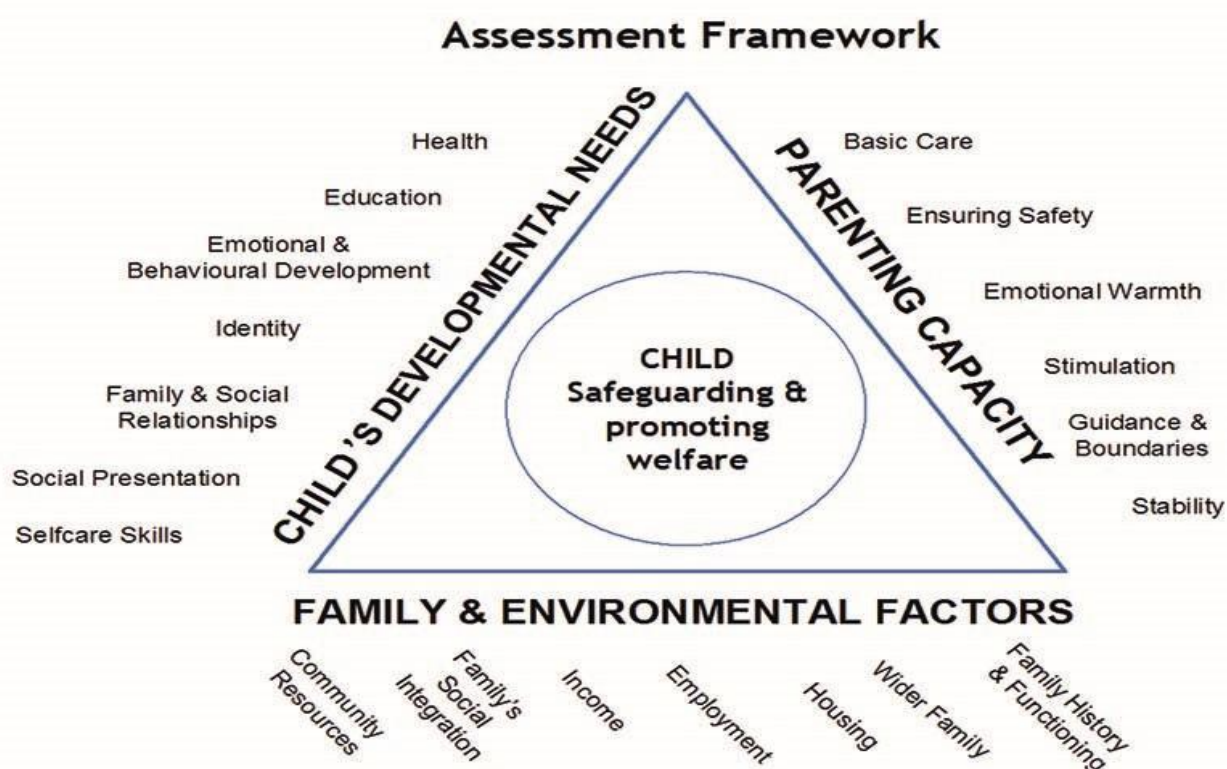 Assessment Framework
CHILD'S DEVELOPMENTAL NEEDS
Health
Education
Emotional &
Behavioural Development
Identity
Family & Social
Relationships
Social Presentation
Selfcare Skills
PARENTING CAPACITY
Basic Care
Ensuring Safety
Emotional Warmth
Stimulation
Guidance &
Boundaries
Stability
CHILD
Safeguarding &
promoting
welfare
FAMILY & ENVIRONMENTAL FACTORS
Community
Resources
Family's
Social
Integration
Income
Employment
Housing
Wider Family
Family History
& Functioning